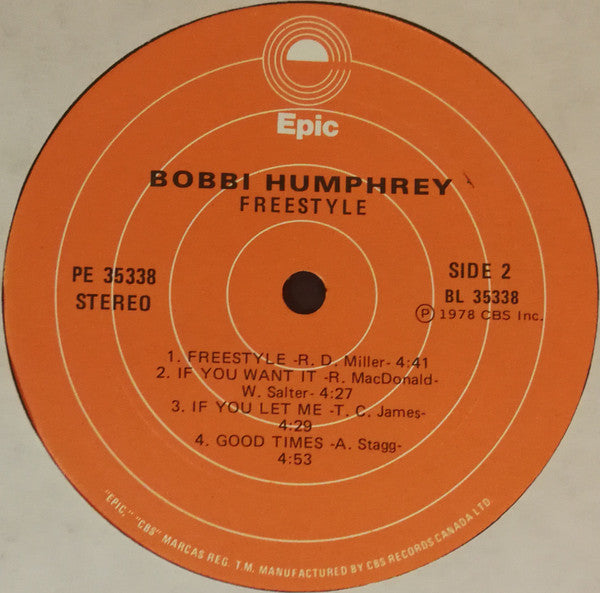 Epic
BOBBI HUMPHREY
FREESTYLE
PE 35338
STEREO
SIDE 2
BL 35338
Ⓟ 1978 CBS Inc.
1. FREESTYLE -R. D. Miller- 4:41
2. IF YOU WANT IT -R. MacDonald-
W. Salter- 4:27
3. IF YOU LET ME -T. C. James-
4:29
4. GOOD TIMES -A. Stagg-
4:53
"EPIC," "CBS" MARCAS REG. T.M. MANUFACTURED BY CBS RECORDS CANADA LTD.